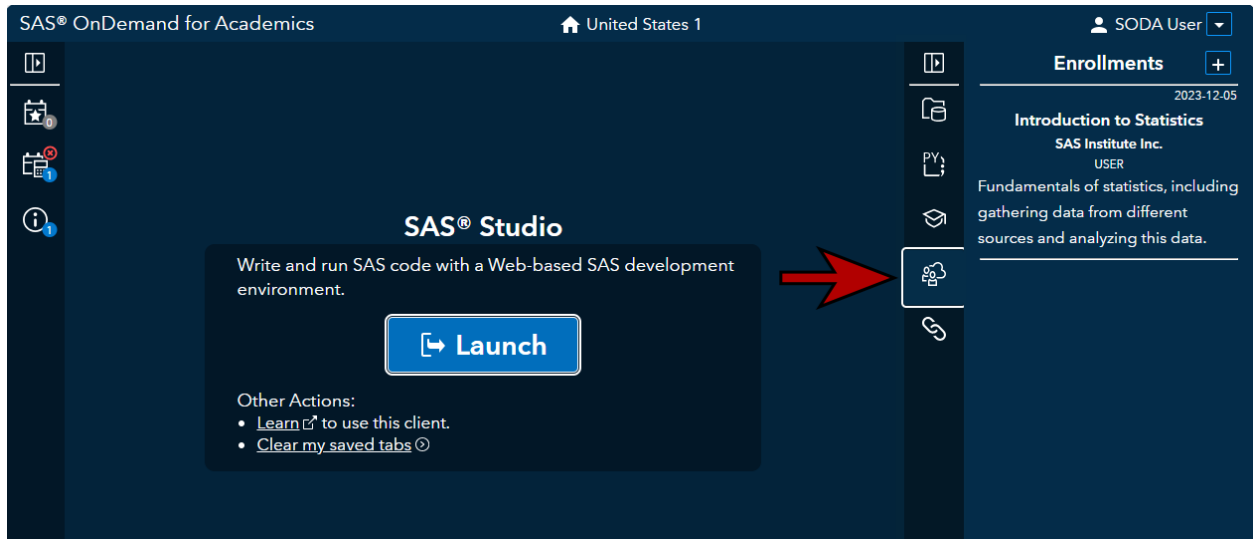 SAS® OnDemand for Academics
United States 1
SODA User
0
1
1
SAS® Studio
Write and run SAS code with a Web-based SAS development
environment.
Launch
Other Actions:
• Learn to use this client.
• Clear my saved tabs
PY
Enrollments +
2023-12-05
Introduction to Statistics
SAS Institute Inc.
USER
Fundamentals of statistics, including
gathering data from different
sources and analyzing this data.